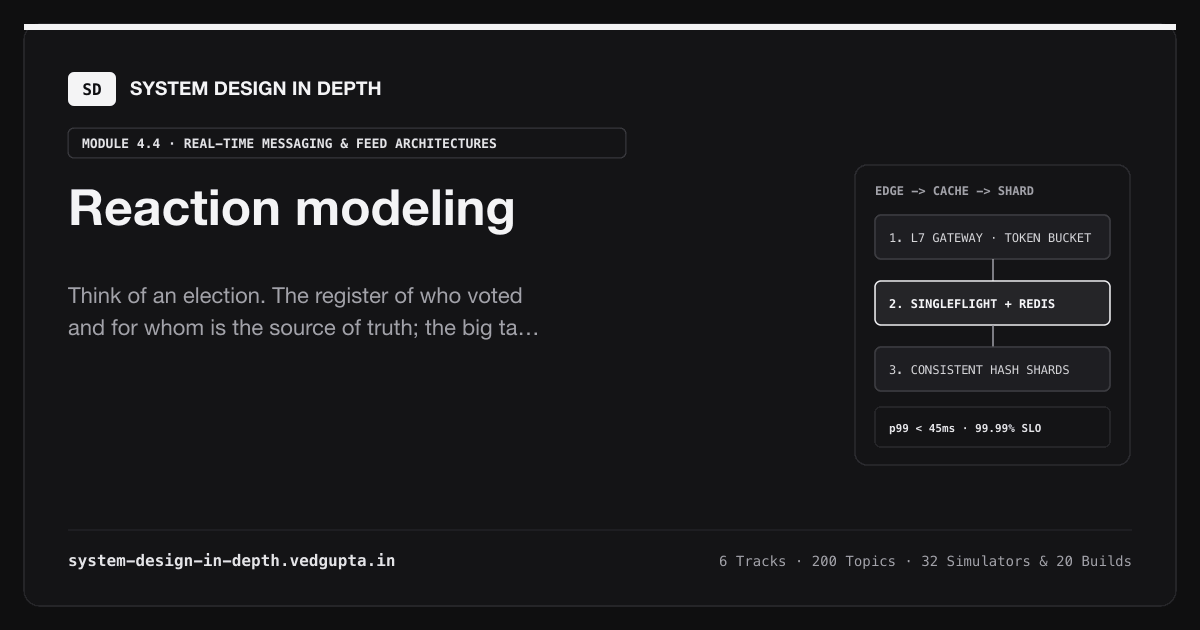 SD SYSTEM DESIGN IN DEPTH
MODULE 4.4 · REAL-TIME MESSAGING & FEED ARCHITECTURES
Reaction modeling
Think of an election. The register of who voted
and for whom is the source of truth; the big ta…
EDGE -> CACHE -> SHARD
1. L7 GATEWAY · TOKEN BUCKET
2. SINGLEFLIGHT + REDIS
3. CONSISTENT HASH SHARDS
p99 < 45ms · 99.99% SLO
system-design-in-depth.vedgupta.in
6 Tracks · 200 Topics · 32 Simulators & 20 Builds